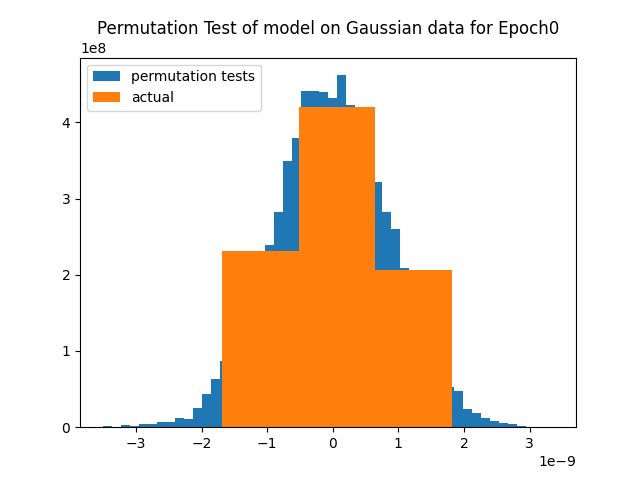 Permutation Test of model on Gaussian data for Epoch0
1e8
permutation tests
actual
4
3
2
1
0
−3 −2 −1 0 1 2 3
1e−9